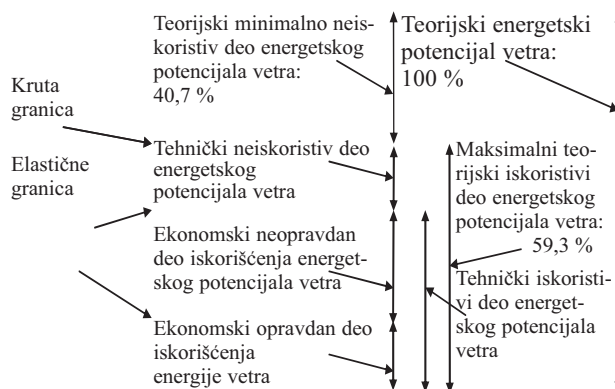 Teorijski minimalno neis-
koristiv deo energetskog
potencijala vetra:
40,7 %
Teorijski energetski
potencijal vetra:
100 %
Kruta
granica
Elastične
granica
Tehnički neiskoristiv deo
energetskog
potencijala vetra
Maksimalni teo-
rijski iskoristivi
deo energetskog
potencijala vetra:
59,3 %
Ekonomski neopravdan
deo iskorišćenja energet-
skog potencijala vetra
Tehnički iskoristi-
vi deo energet-
skog potencijala
vetra
Ekonomski opravdan deo
iskorišćenja
energije vetra